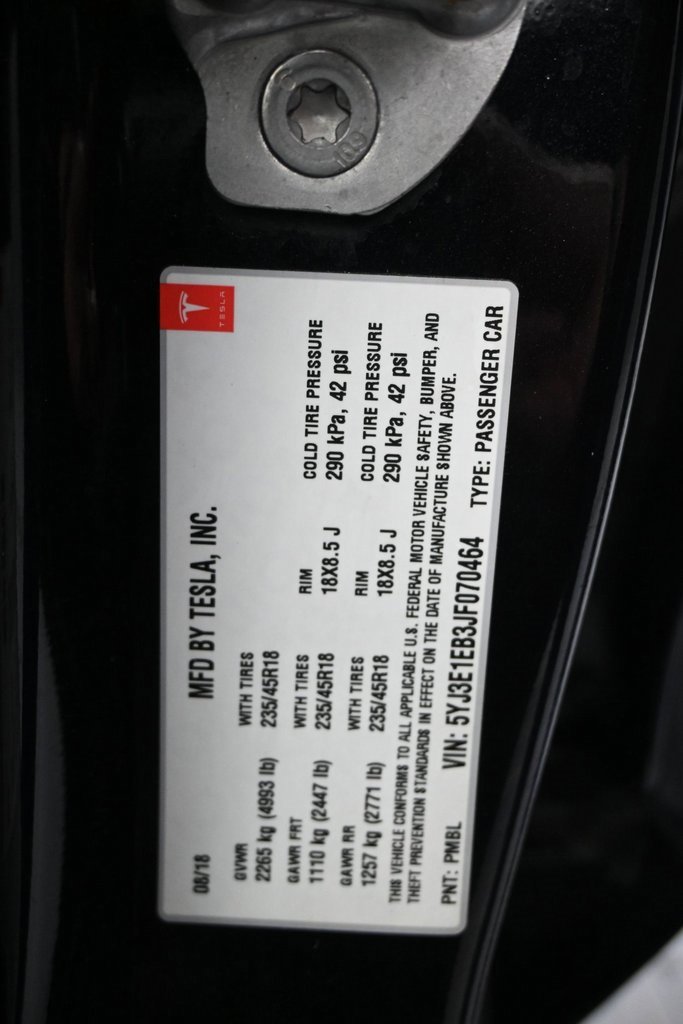 109
TESLA
MFD BY TESLA, INC.
08/18
GVWR WITH TIRES
2265 kg (4993 lb) 235/45R18
GAWR FRT WITH TIRES RIM COLD TIRE PRESSURE
1110 kg (2447 lb) 235/45R18 18X8.5 J 290 kPa, 42 psi
GAWR RR WITH TIRES RIM COLD TIRE PRESSURE
1257 kg (2771 lb) 235/45R18 18X8.5 J 290 kPa, 42 psi
THIS VEHICLE CONFORMS TO ALL APPLICABLE U.S. FEDERAL MOTOR VEHICLE SAFETY, BUMPER, AND
THEFT PREVENTION STANDARDS IN EFFECT ON THE DATE OF MANUFACTURE SHOWN ABOVE.
PNT: PMBL VIN: 5YJ3E1EB3JF070464 TYPE: PASSENGER CAR